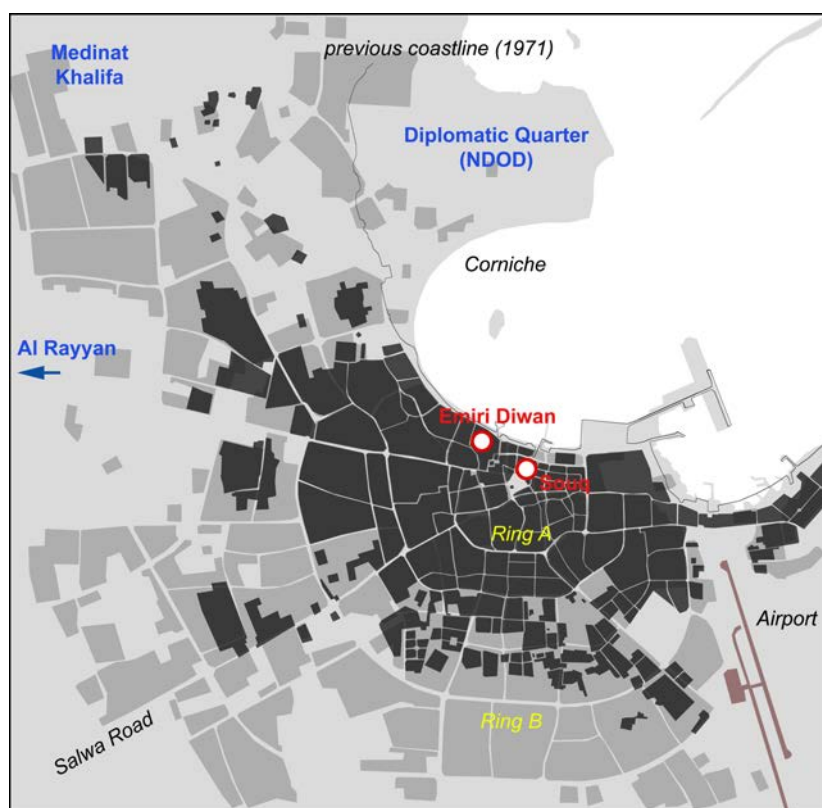 Medinat
Khalifa
previous coastline (1971)
Diplomatic Quarter
(NDOD)
Corniche
Al Rayyan
Emiri Diwan
Souq
Ring A
Airport
Ring B
Salwa Road